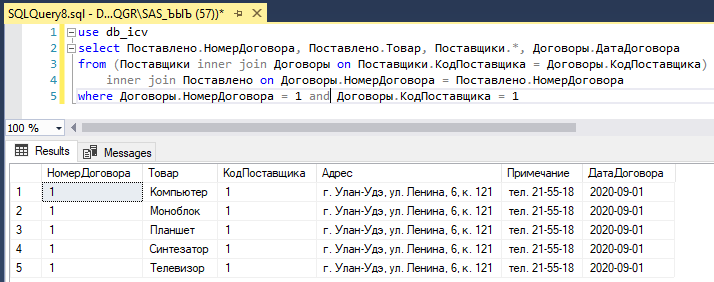 SQLQuery8.sql - D...QGR\SAS_ЪЫЬ (57))*
1 use db_icv
2 select Поставлено.НомерДоговора, Поставлено.Товар, Поставщики.*, Договоры.ДатаДоговора
3 from (Поставщики inner join Договоры on Поставщики.КодПоставщика = Договоры.КодПоставщика)
4 inner join Поставлено on Договоры.НомерДоговора = Поставлено.НомерДоговора
5 where Договоры.НомерДоговора = 1 and Договоры.КодПоставщика = 1
100 %
Results Messages
НомерДоговора Товар КодПоставщика Адрес Примечание ДатаДоговора
1 1 Компьютер 1 г. Улан-Удэ, ул. Ленина, 6, к. 121 тел. 21-55-18 2020-09-01
2 1 Моноблок 1 г. Улан-Удэ, ул. Ленина, 6, к. 121 тел. 21-55-18 2020-09-01
3 1 Планшет 1 г. Улан-Удэ, ул. Ленина, 6, к. 121 тел. 21-55-18 2020-09-01
4 1 Синтезатор 1 г. Улан-Удэ, ул. Ленина, 6, к. 121 тел. 21-55-18 2020-09-01
5 1 Телевизор 1 г. Улан-Удэ, ул. Ленина, 6, к. 121 тел. 21-55-18 2020-09-01